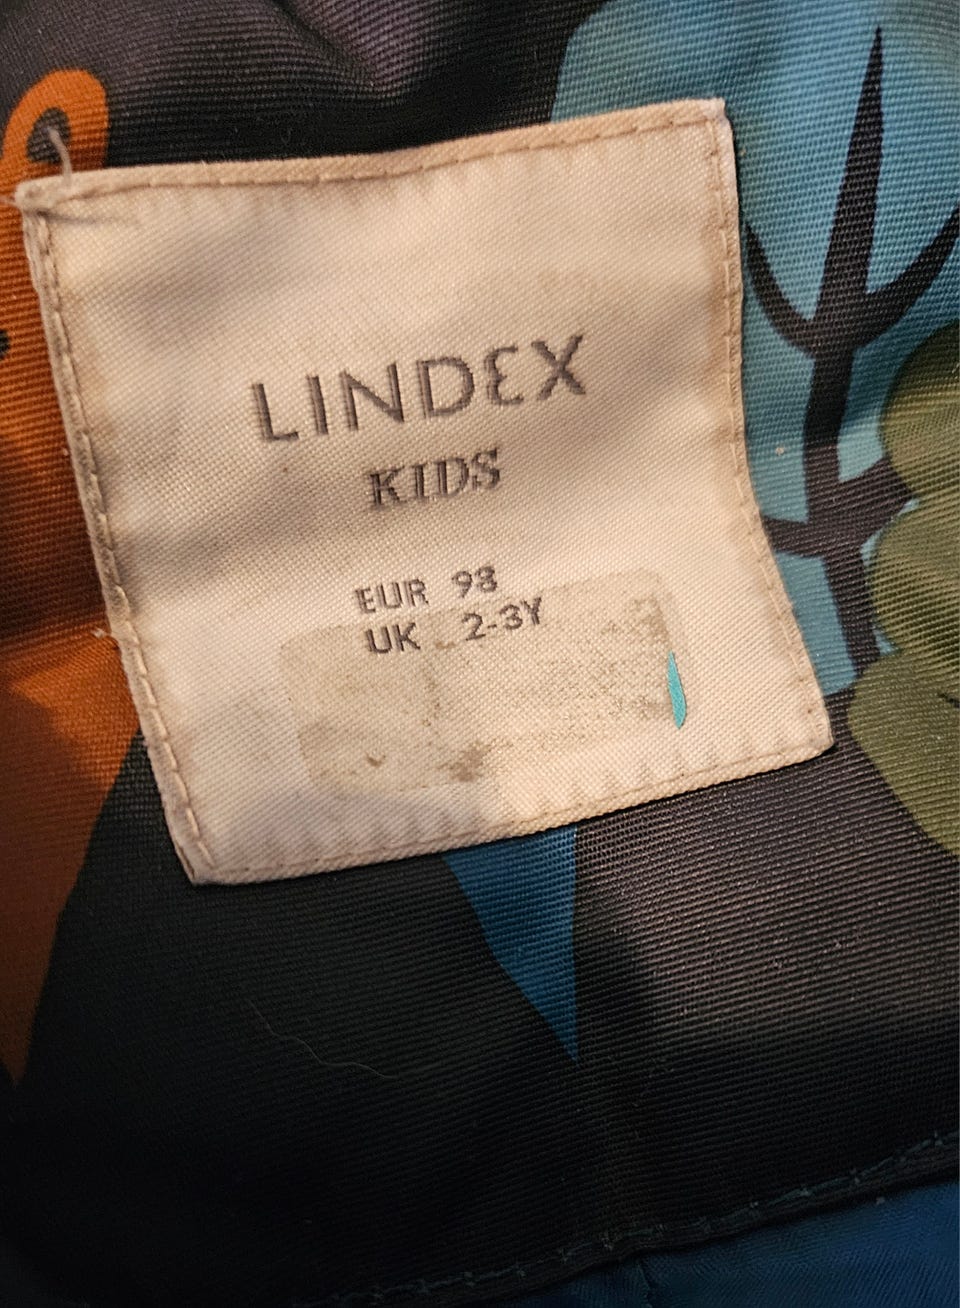 LINDEX
KIDS
EUR 98
UK 2-3Y